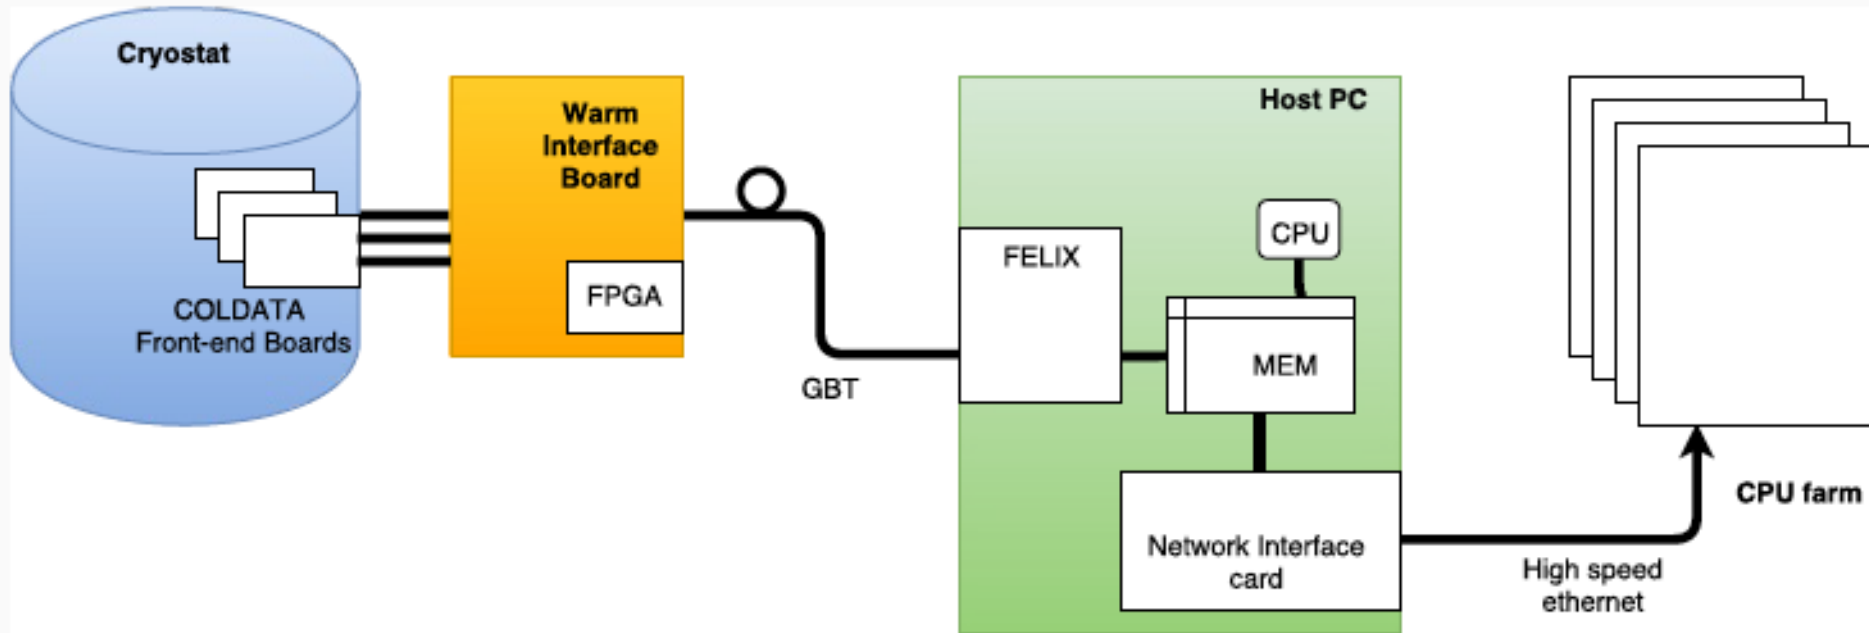 Cryostat
COLDATA
Front-end Boards
Warm
Interface
Board
FPGA
GBT
Host PC
FELIX
CPU
MEM
Network Interface
card
High speed
ethernet
CPU farm